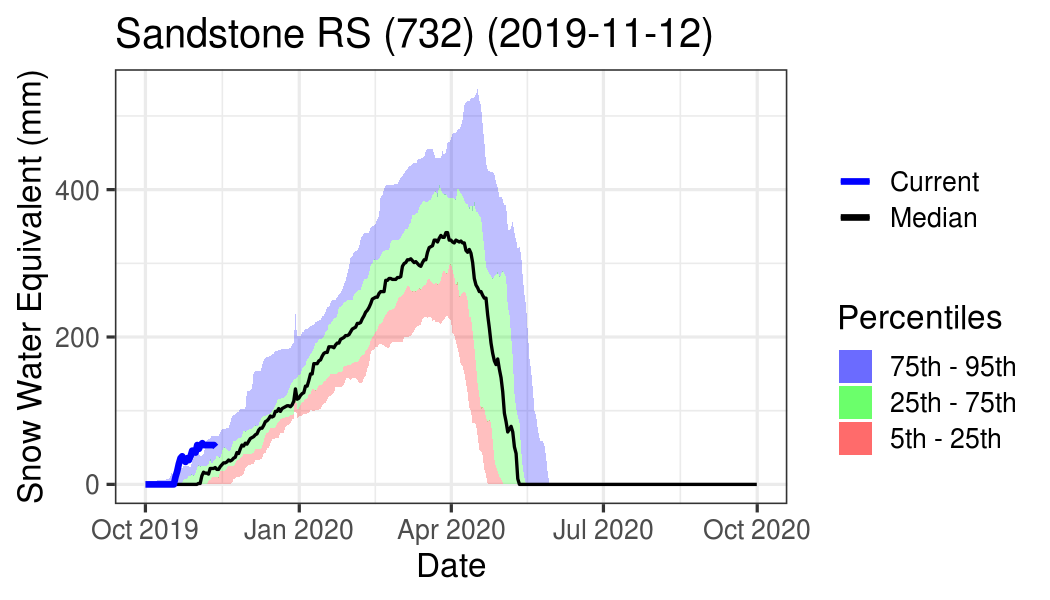 Sandstone RS (732) (2019-11-12)
Snow Water Equivalent (mm)
400
200
0
Oct 2019
Jan 2020
Apr 2020
Jul 2020
Oct 2020
Date
Current
Median
Percentiles
75th - 95th
25th - 75th
5th - 25th